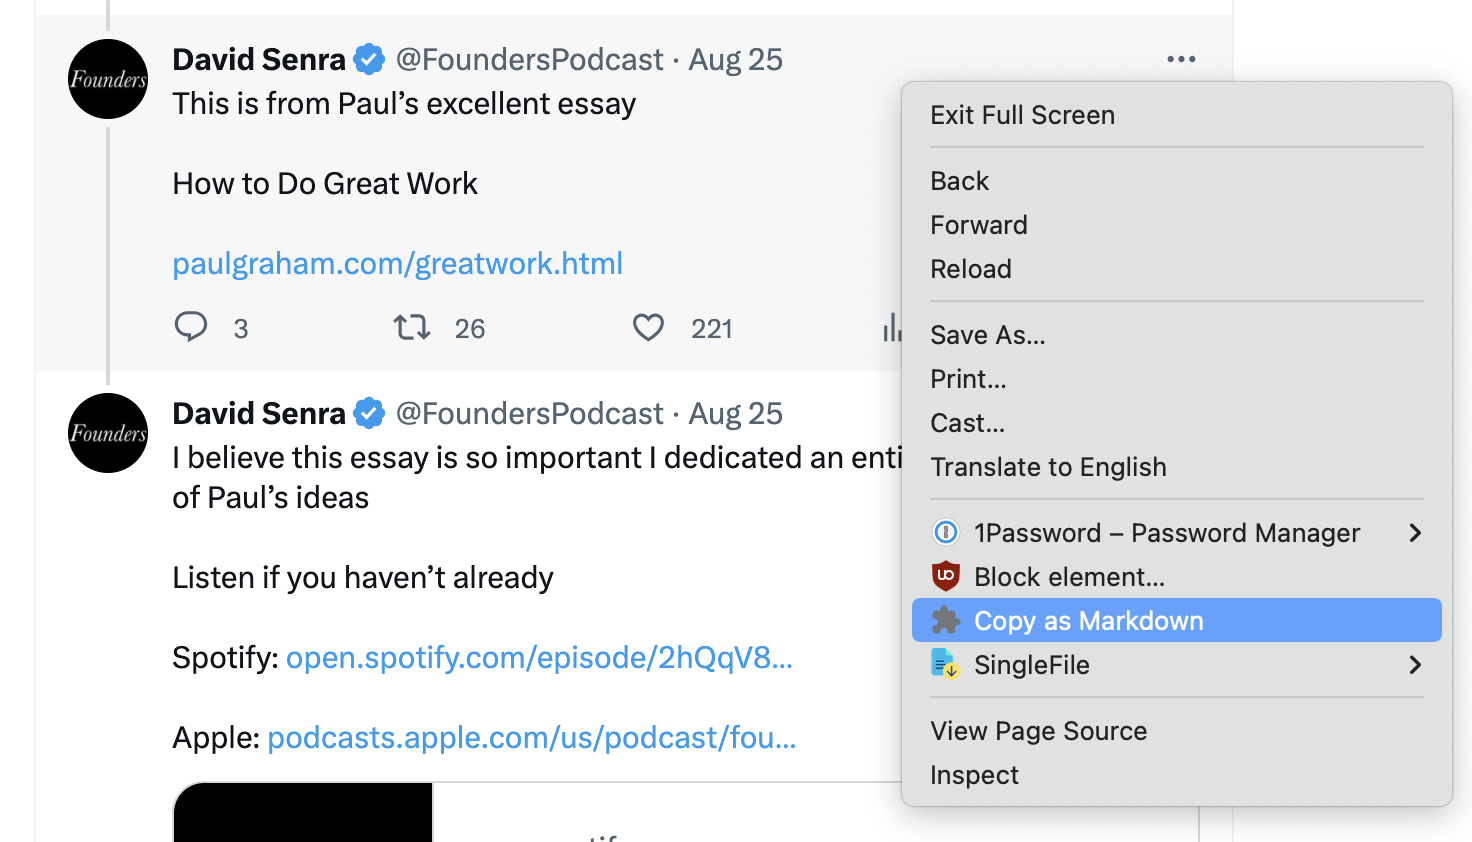 Founders
David Senra @FoundersPodcast · Aug 25
This is from Paul’s excellent essay
How to Do Great Work
paulgraham.com/greatwork.html
3 26 221
Founders
David Senra @FoundersPodcast · Aug 25
I believe this essay is so important I dedicated an enti
of Paul’s ideas
Listen if you haven’t already
Spotify: open.spotify.com/episode/2hQqV8...
Apple: podcasts.apple.com/us/podcast/fou...
Exit Full Screen
Back
Forward
Reload
Save As...
Print...
Cast...
Translate to English
1Password – Password Manager
Block element...
Copy as Markdown
SingleFile
View Page Source
Inspect